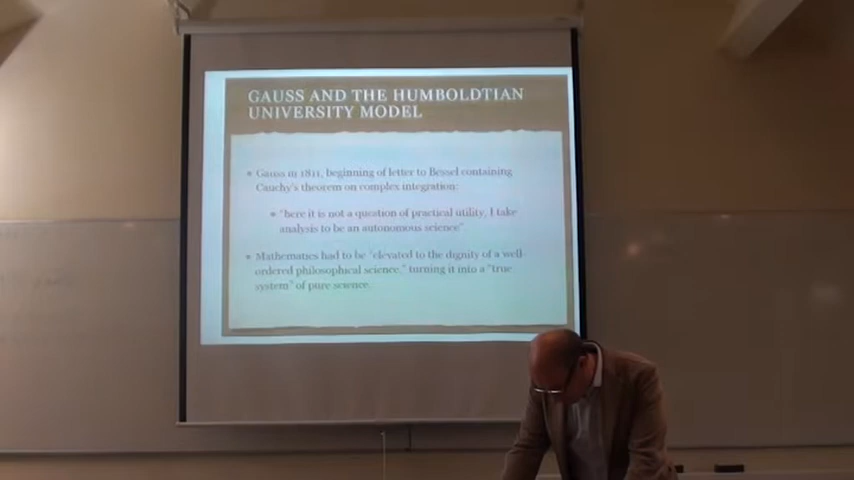 GAUSS AND THE HUMBOLDTIAN
UNIVERSITY MODEL
Gauss in 1811, beginning of letter to Bessel containing
Cauchy's theorem on complex integration:
"here it is not a question of practical utility, I take
analysis to be an autonomous science"
Mathematics had to be "elevated to the dignity of a well-
ordered philosophical science," turning it into a "true
system" of pure science.